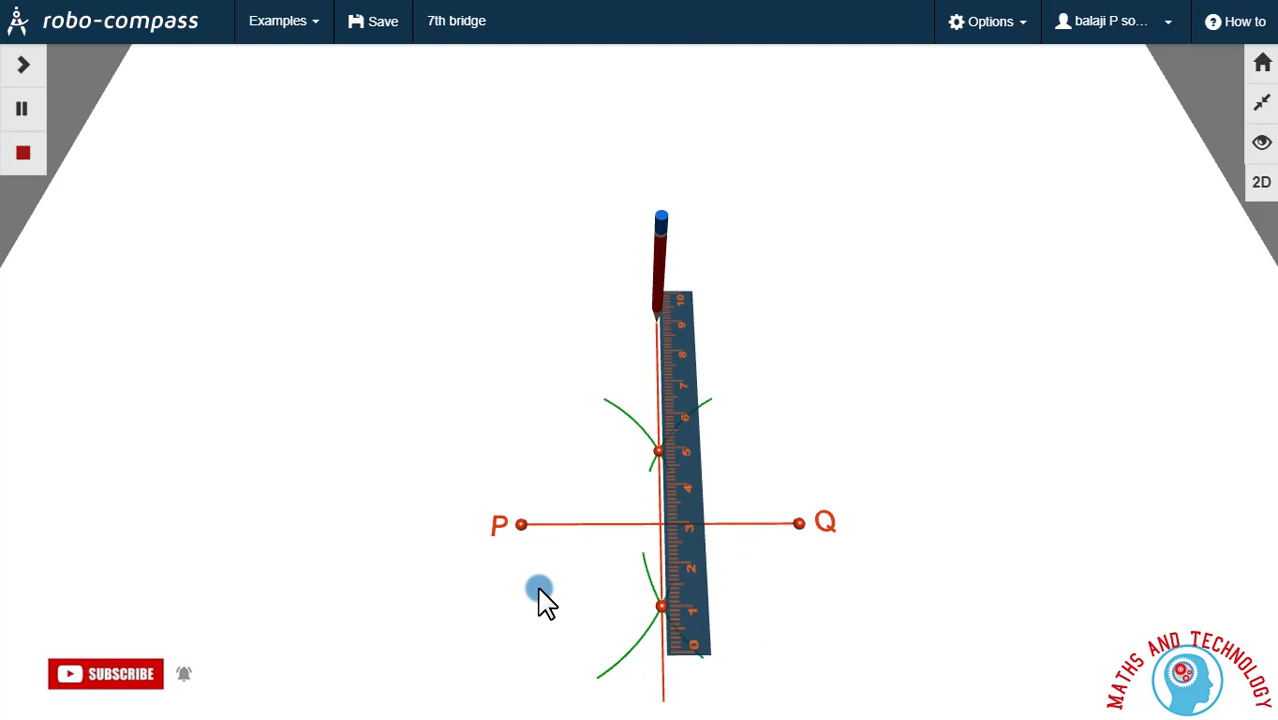 robo-compass
Examples
Save
7th bridge
Options
balaji P so...
How to
2D
10
9
8
7
6
5
4
3
2
1
0
P
Q
SUBSCRIBE
MATHS AND TECHNOLOGY